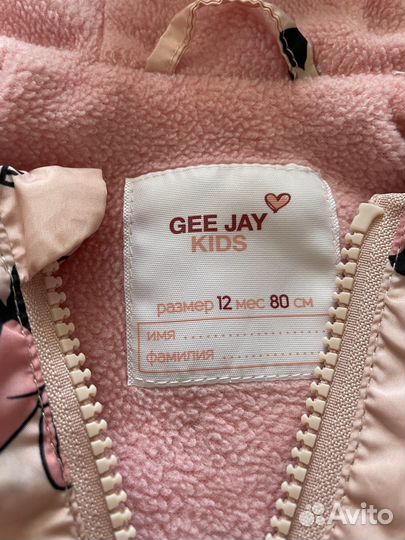 GEE JAY
KIDS
размер 12 мес 80 см
имя
фамилия
Avito